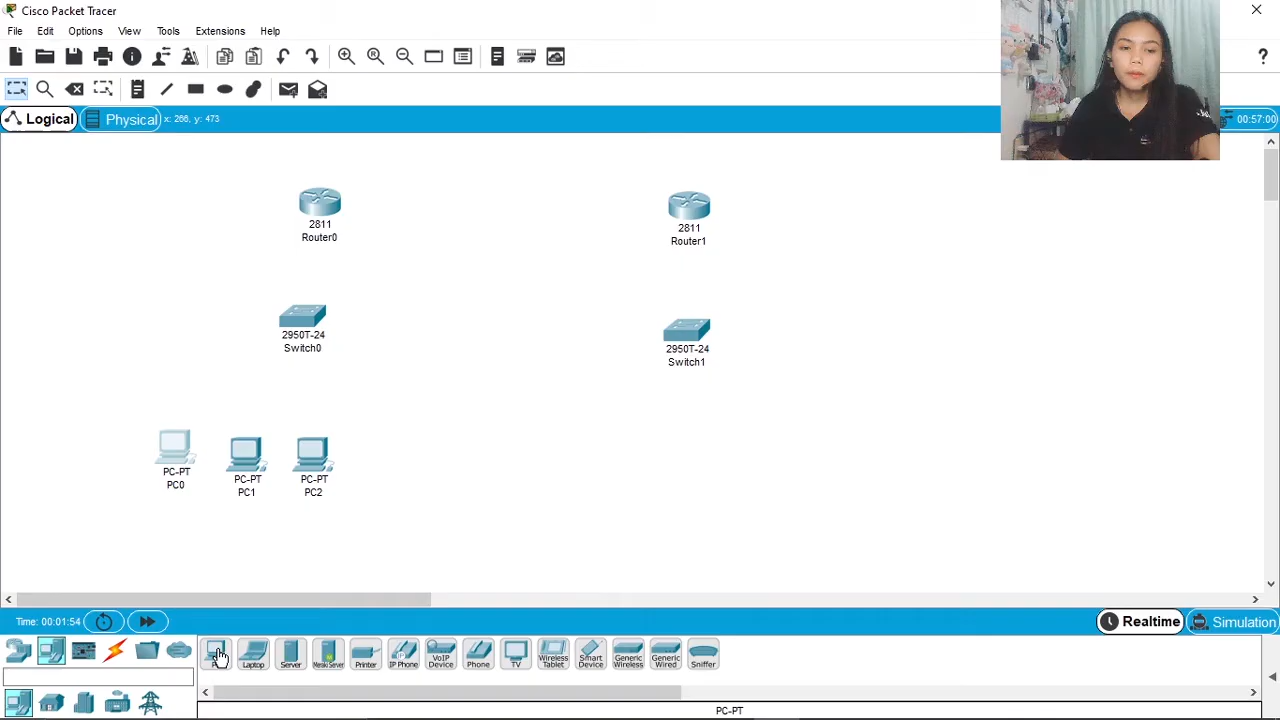 Cisco Packet Tracer
File Edit Options View Tools Extensions Help
Logical Physical x: 266, y: 473 00:57:00
2811
Router0
2811
Router1
2950T-24
Switch0
2950T-24
Switch1
PC-PT
PC0
PC-PT
PC1
PC-PT
PC2
Time: 00:01:54 Realtime Simulation
Laptop Server Meraki Server Printer IP Phone VoIP Device Phone TV Wireless Tablet Smart Device Generic Wireless Generic Wired Sniffer
PC-PT